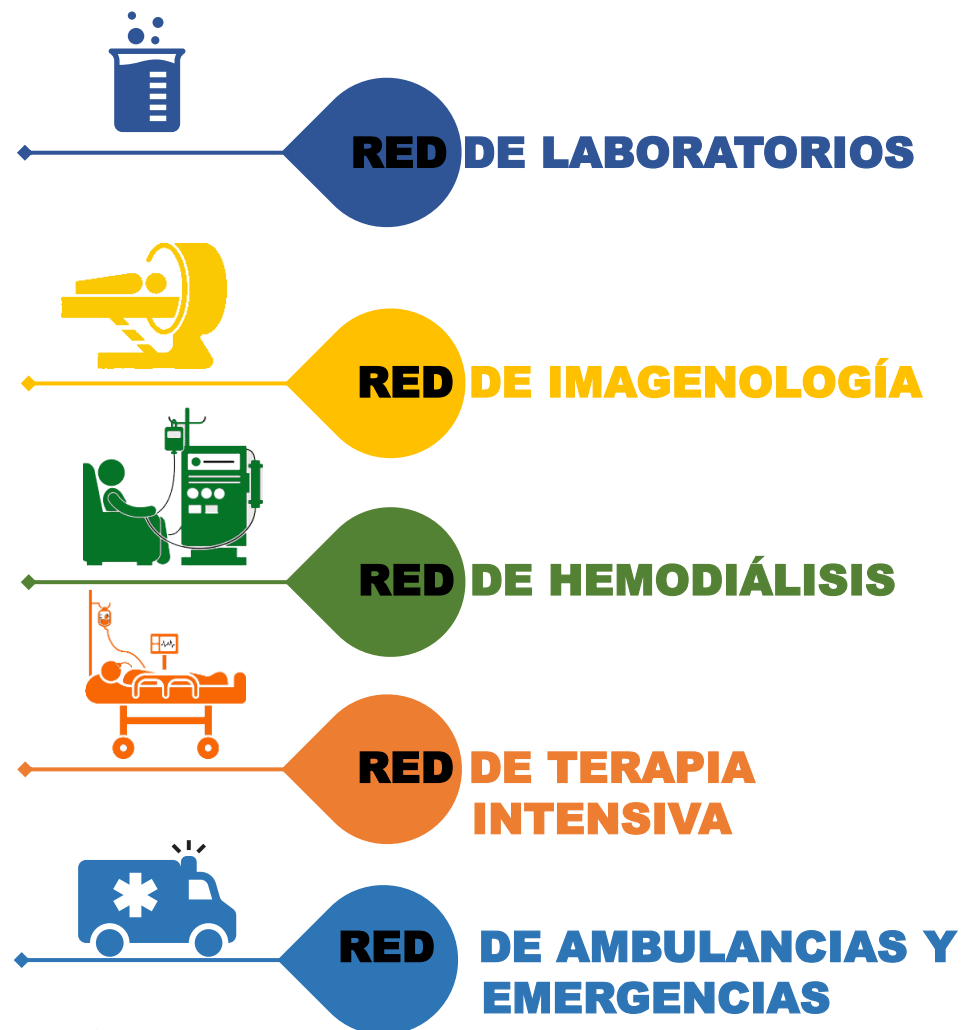 RED DE LABORATORIOS
RED DE IMAGENOLOGÍA
RED DE HEMODIÁLISIS
RED DE TERAPIA
INTENSIVA
RED DE AMBULANCIAS Y
EMERGENCIAS